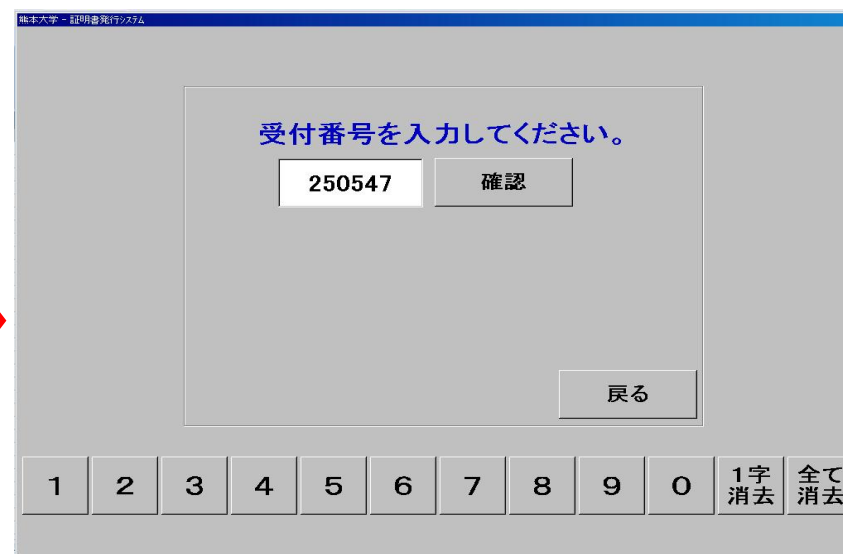 熊本大学 - 証明書発行システム
受付番号を入力してください。
250547 確認
戻る
1 2 3 4 5 6 7 8 9 0 1字消去 全て消去